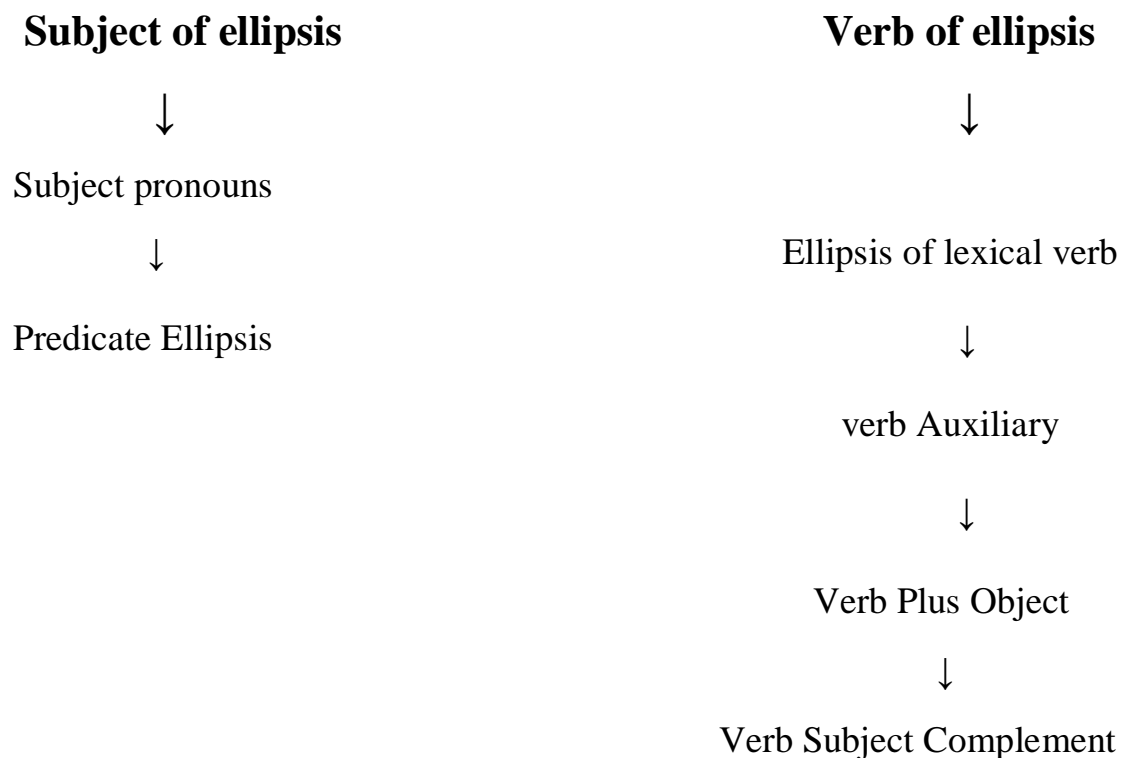 Subject of ellipsis
↓
Subject pronouns
↓
Predicate Ellipsis
Verb of ellipsis
↓
Ellipsis of lexical verb
↓
verb Auxiliary
↓
Verb Plus Object
↓
Verb Subject Complement